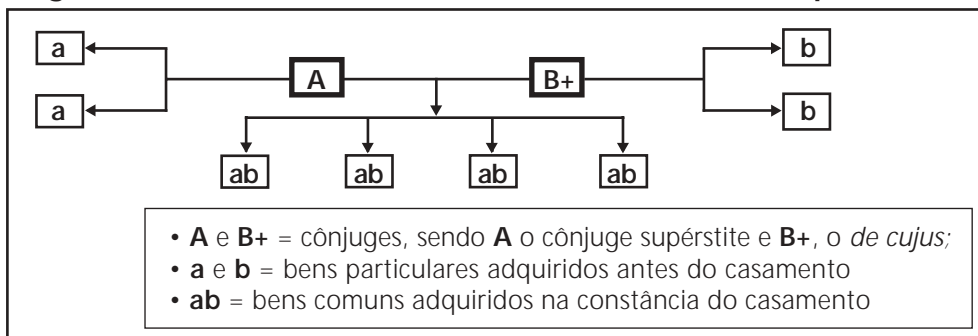 a
A
B+
b
a
b
ab
ab
ab
ab
• A e B+ = cônjuges, sendo A o cônjuge supérstite e B+, o de cujus;
• a e b = bens particulares adquiridos antes do casamento
• ab = bens comuns adquiridos na constância do casamento